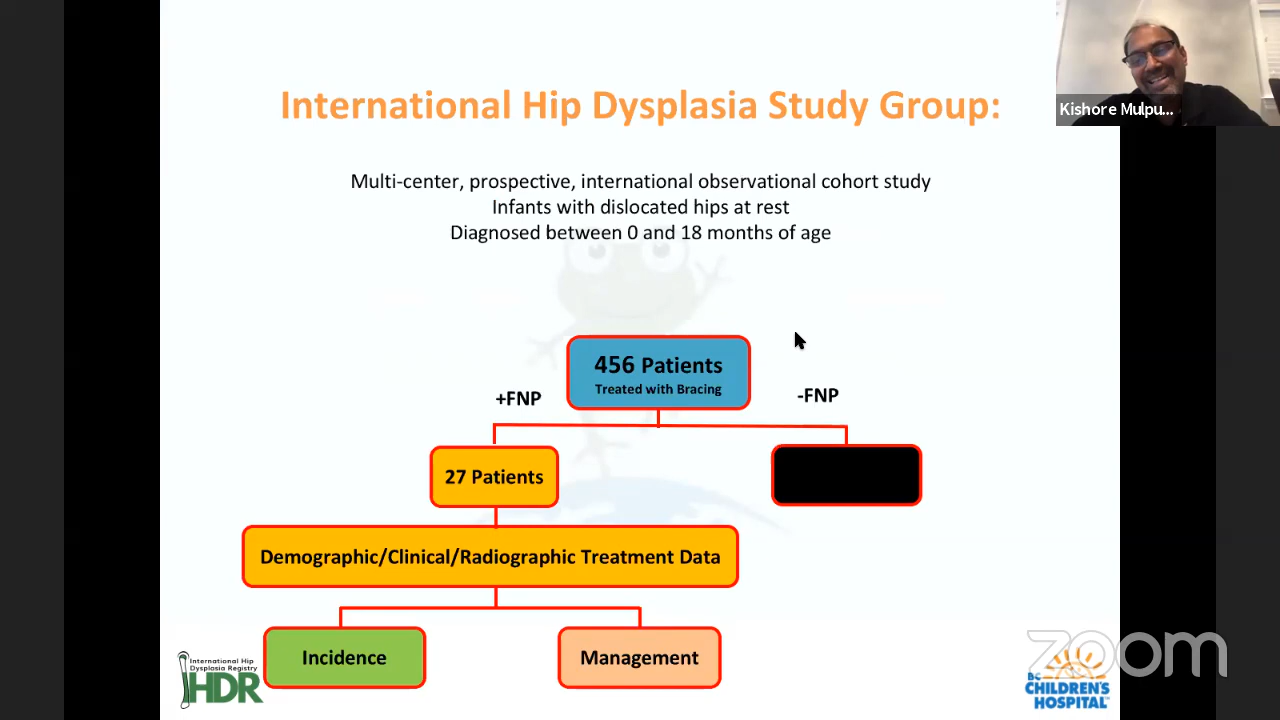 International Hip Dysplasia Study Group:
Kishore Mulpu...
Multi-center, prospective, international observational cohort study
Infants with dislocated hips at rest
Diagnosed between 0 and 18 months of age
456 Patients
Treated with Bracing
+FNP
-FNP
27 Patients
Demographic/Clinical/Radiographic Treatment Data
Incidence
Management
International Hip
Dysplasia Registry
IHDR
zoom
BC
CHILDREN'S
HOSPITAL